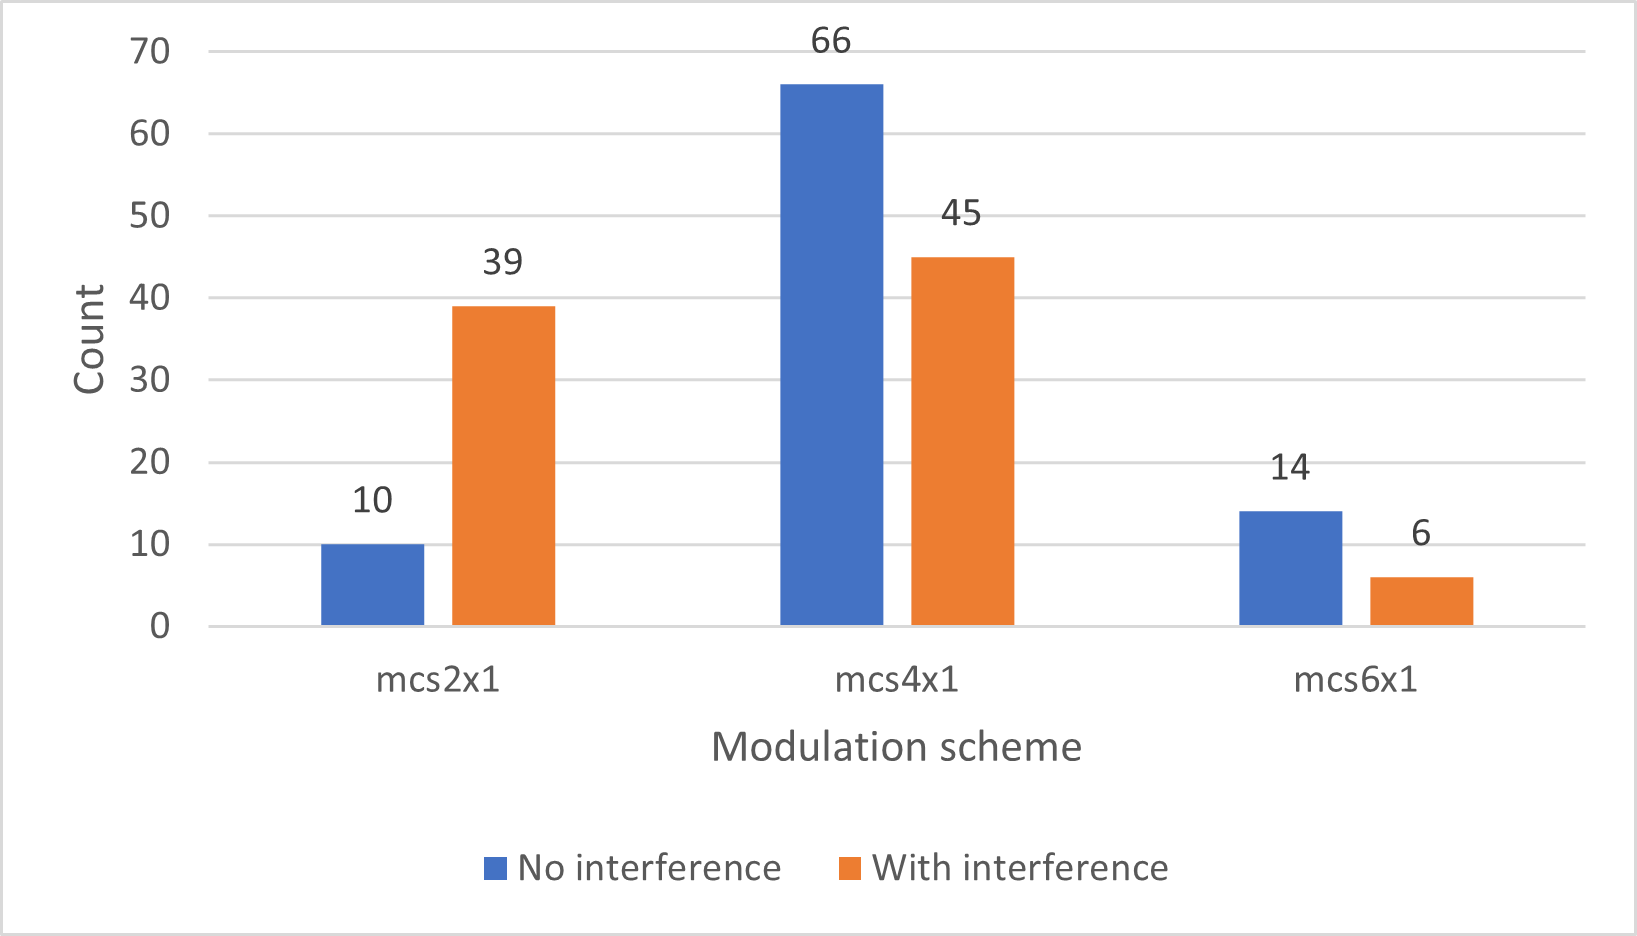 70
60
50
40
30
20
10
0
Count
10
39
66
45
14
6
mcs2x1
mcs4x1
mcs6x1
Modulation scheme
No interference
With interference